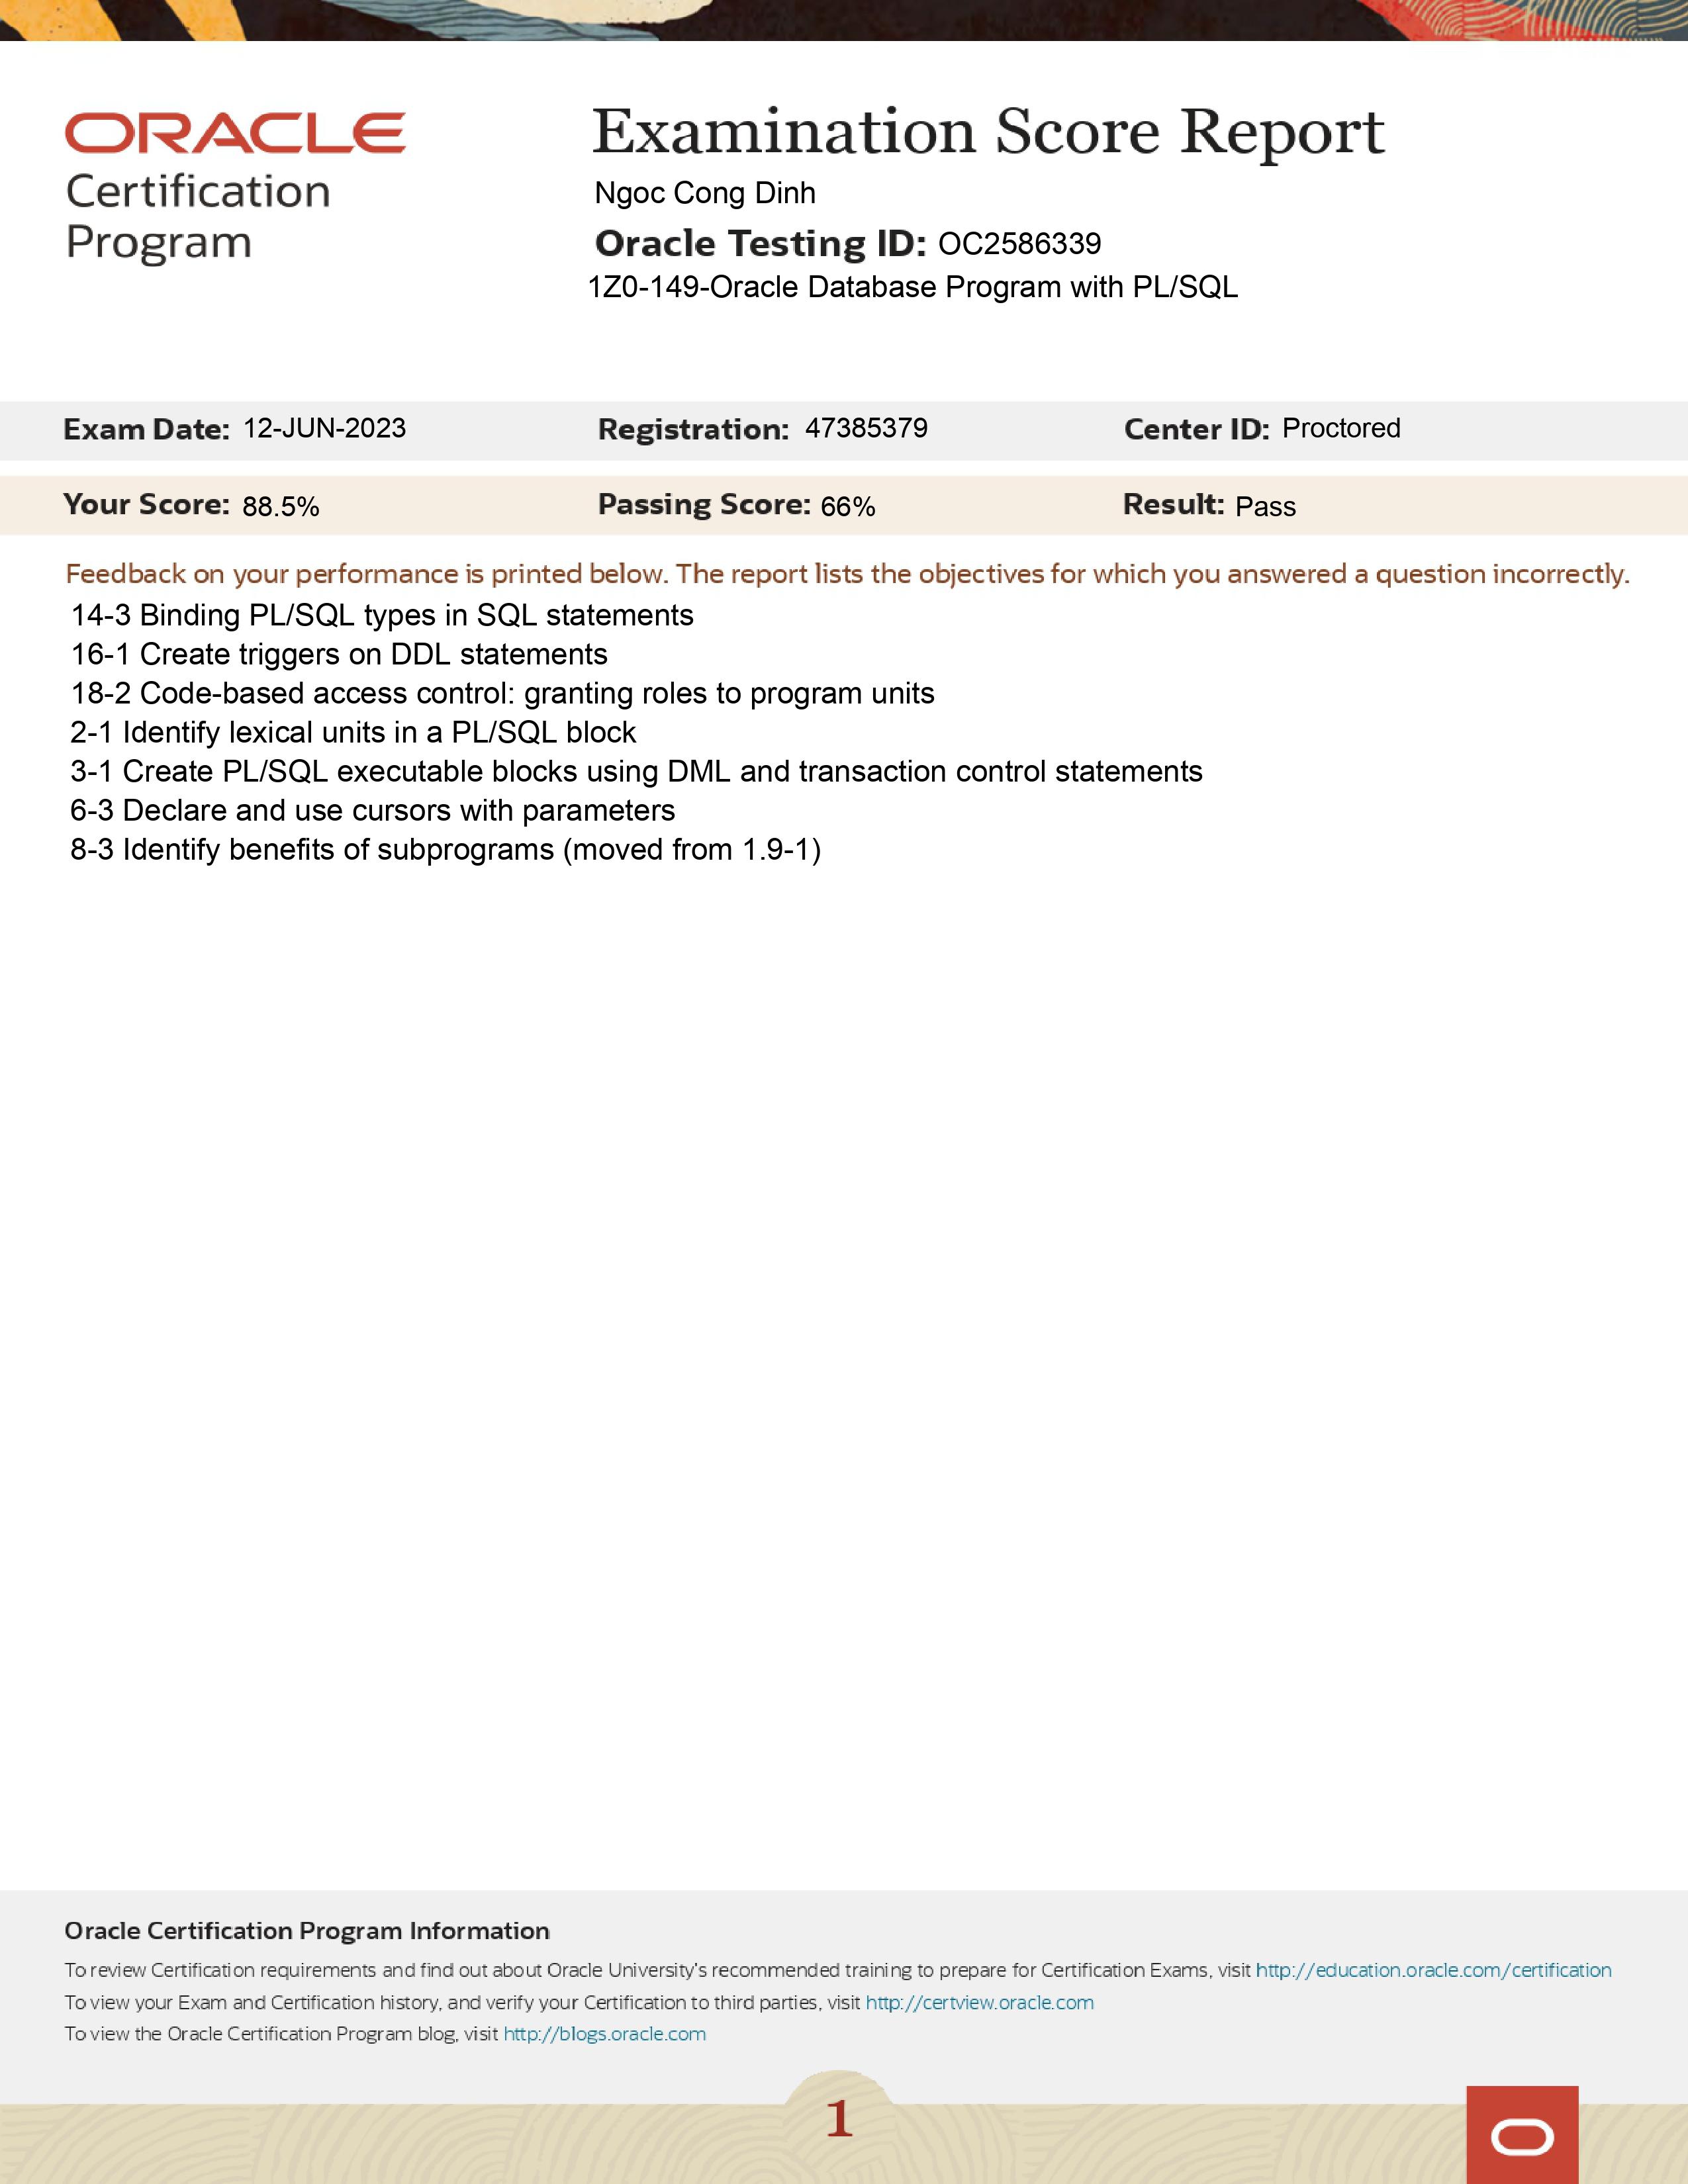 ORACLE
Certification
Program
Examination Score Report
Ngoc Cong Dinh
Oracle Testing ID: OC2586339
1Z0-149-Oracle Database Program with PL/SQL
Exam Date: 12-JUN-2023 Registration: 47385379 Center ID: Proctored
Your Score: 88.5% Passing Score: 66% Result: Pass
Feedback on your performance is printed below. The report lists the objectives for which you answered a question incorrectly.
14-3 Binding PL/SQL types in SQL statements
16-1 Create triggers on DDL statements
18-2 Code-based access control: granting roles to program units
2-1 Identify lexical units in a PL/SQL block
3-1 Create PL/SQL executable blocks using DML and transaction control statements
6-3 Declare and use cursors with parameters
8-3 Identify benefits of subprograms (moved from 1.9-1)
Oracle Certification Program Information
To review Certification requirements and find out about Oracle University's recommended training to prepare for Certification Exams, visit http://education.oracle.com/certification
To view your Exam and Certification history, and verify your Certification to third parties, visit http://certview.oracle.com
To view the Oracle Certification Program blog, visit http://blogs.oracle.com
1